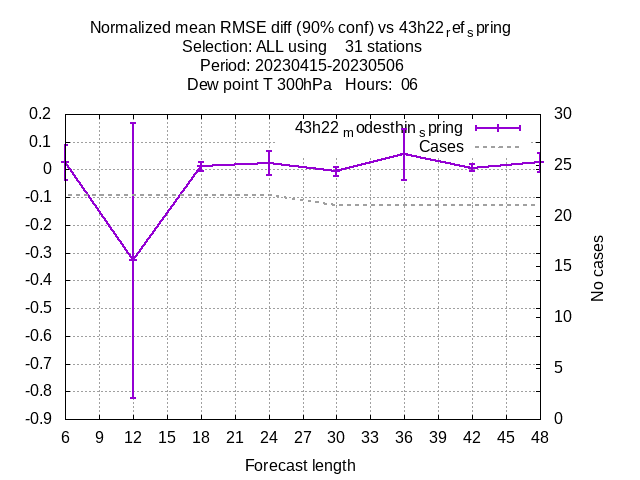 Normalized mean RMSE diff (90% conf) vs 43h22refspring
Selection: ALL using    31 stations
Period: 20230415-20230506
Dew point T 300hPa   Hours:  06
43h22modesthinspring
Cases
0.2
0.1
0
-0.1
-0.2
-0.3
-0.4
-0.5
-0.6
-0.7
-0.8
-0.9
30
25
20
15
10
5
0
No cases
6 9 12 15 18 21 24 27 30 33 36 39 42 45 48
Forecast length